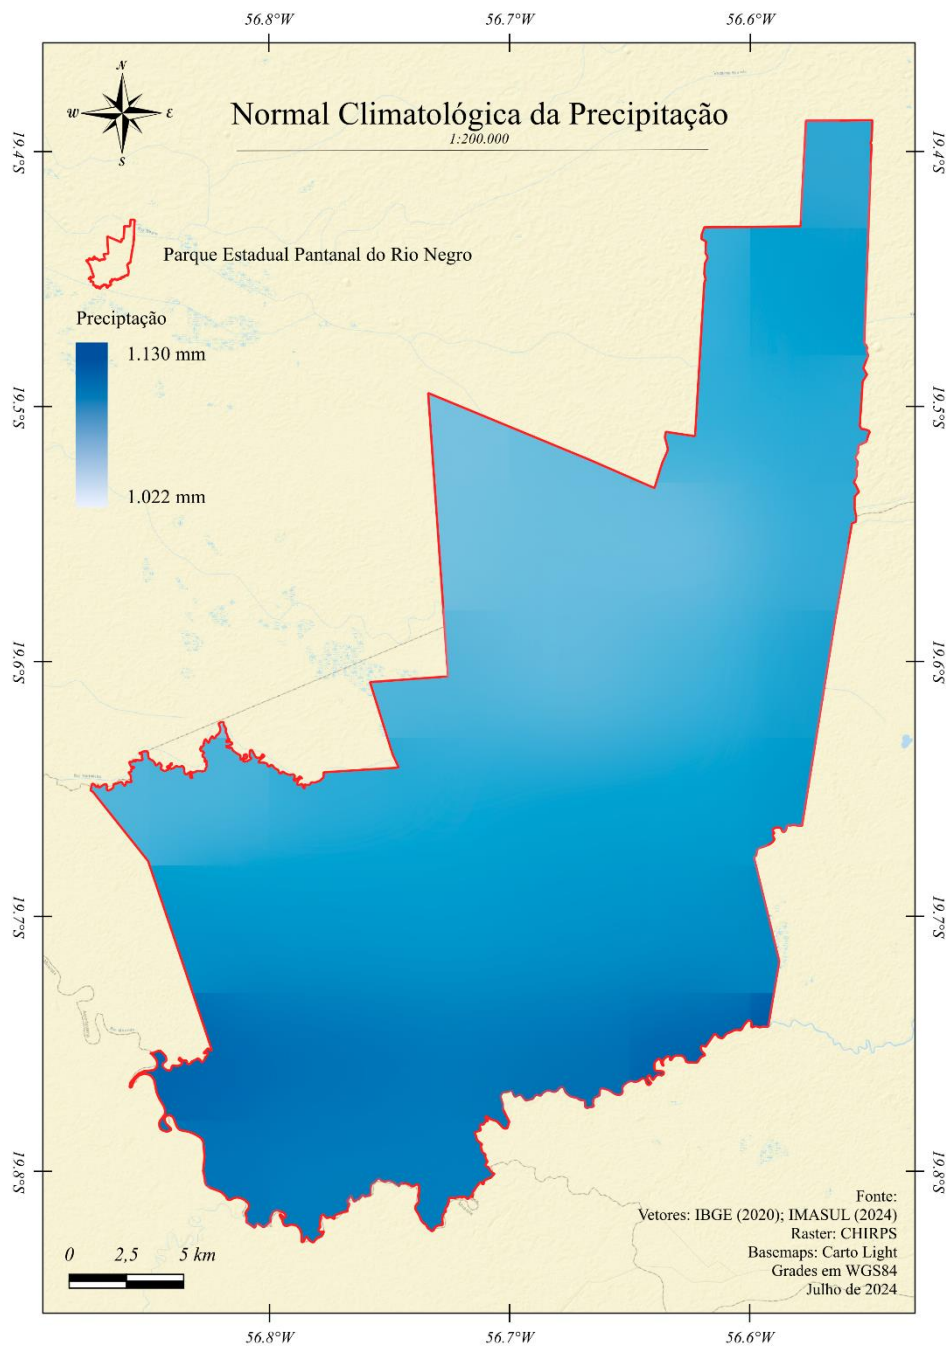 56.8°W
56.7°W
56.6°W
N
W
E
S
Normal Climatológica da Precipitação
1:200.000
19.4°S
19.4°S
Parque Estadual Pantanal do Rio Negro
Preciptação
1.130 mm
1.022 mm
19.5°S
19.5°S
19.6°S
19.6°S
19.7°S
19.7°S
19.8°S
19.8°S
Fonte:
Vetores: IBGE (2020); IMASUL (2024)
Raster: CHIRPS
Basemaps: Carto Light
Grades em WGS84
Julho de 2024
0 2,5 5 km
56.8°W
56.7°W
56.6°W